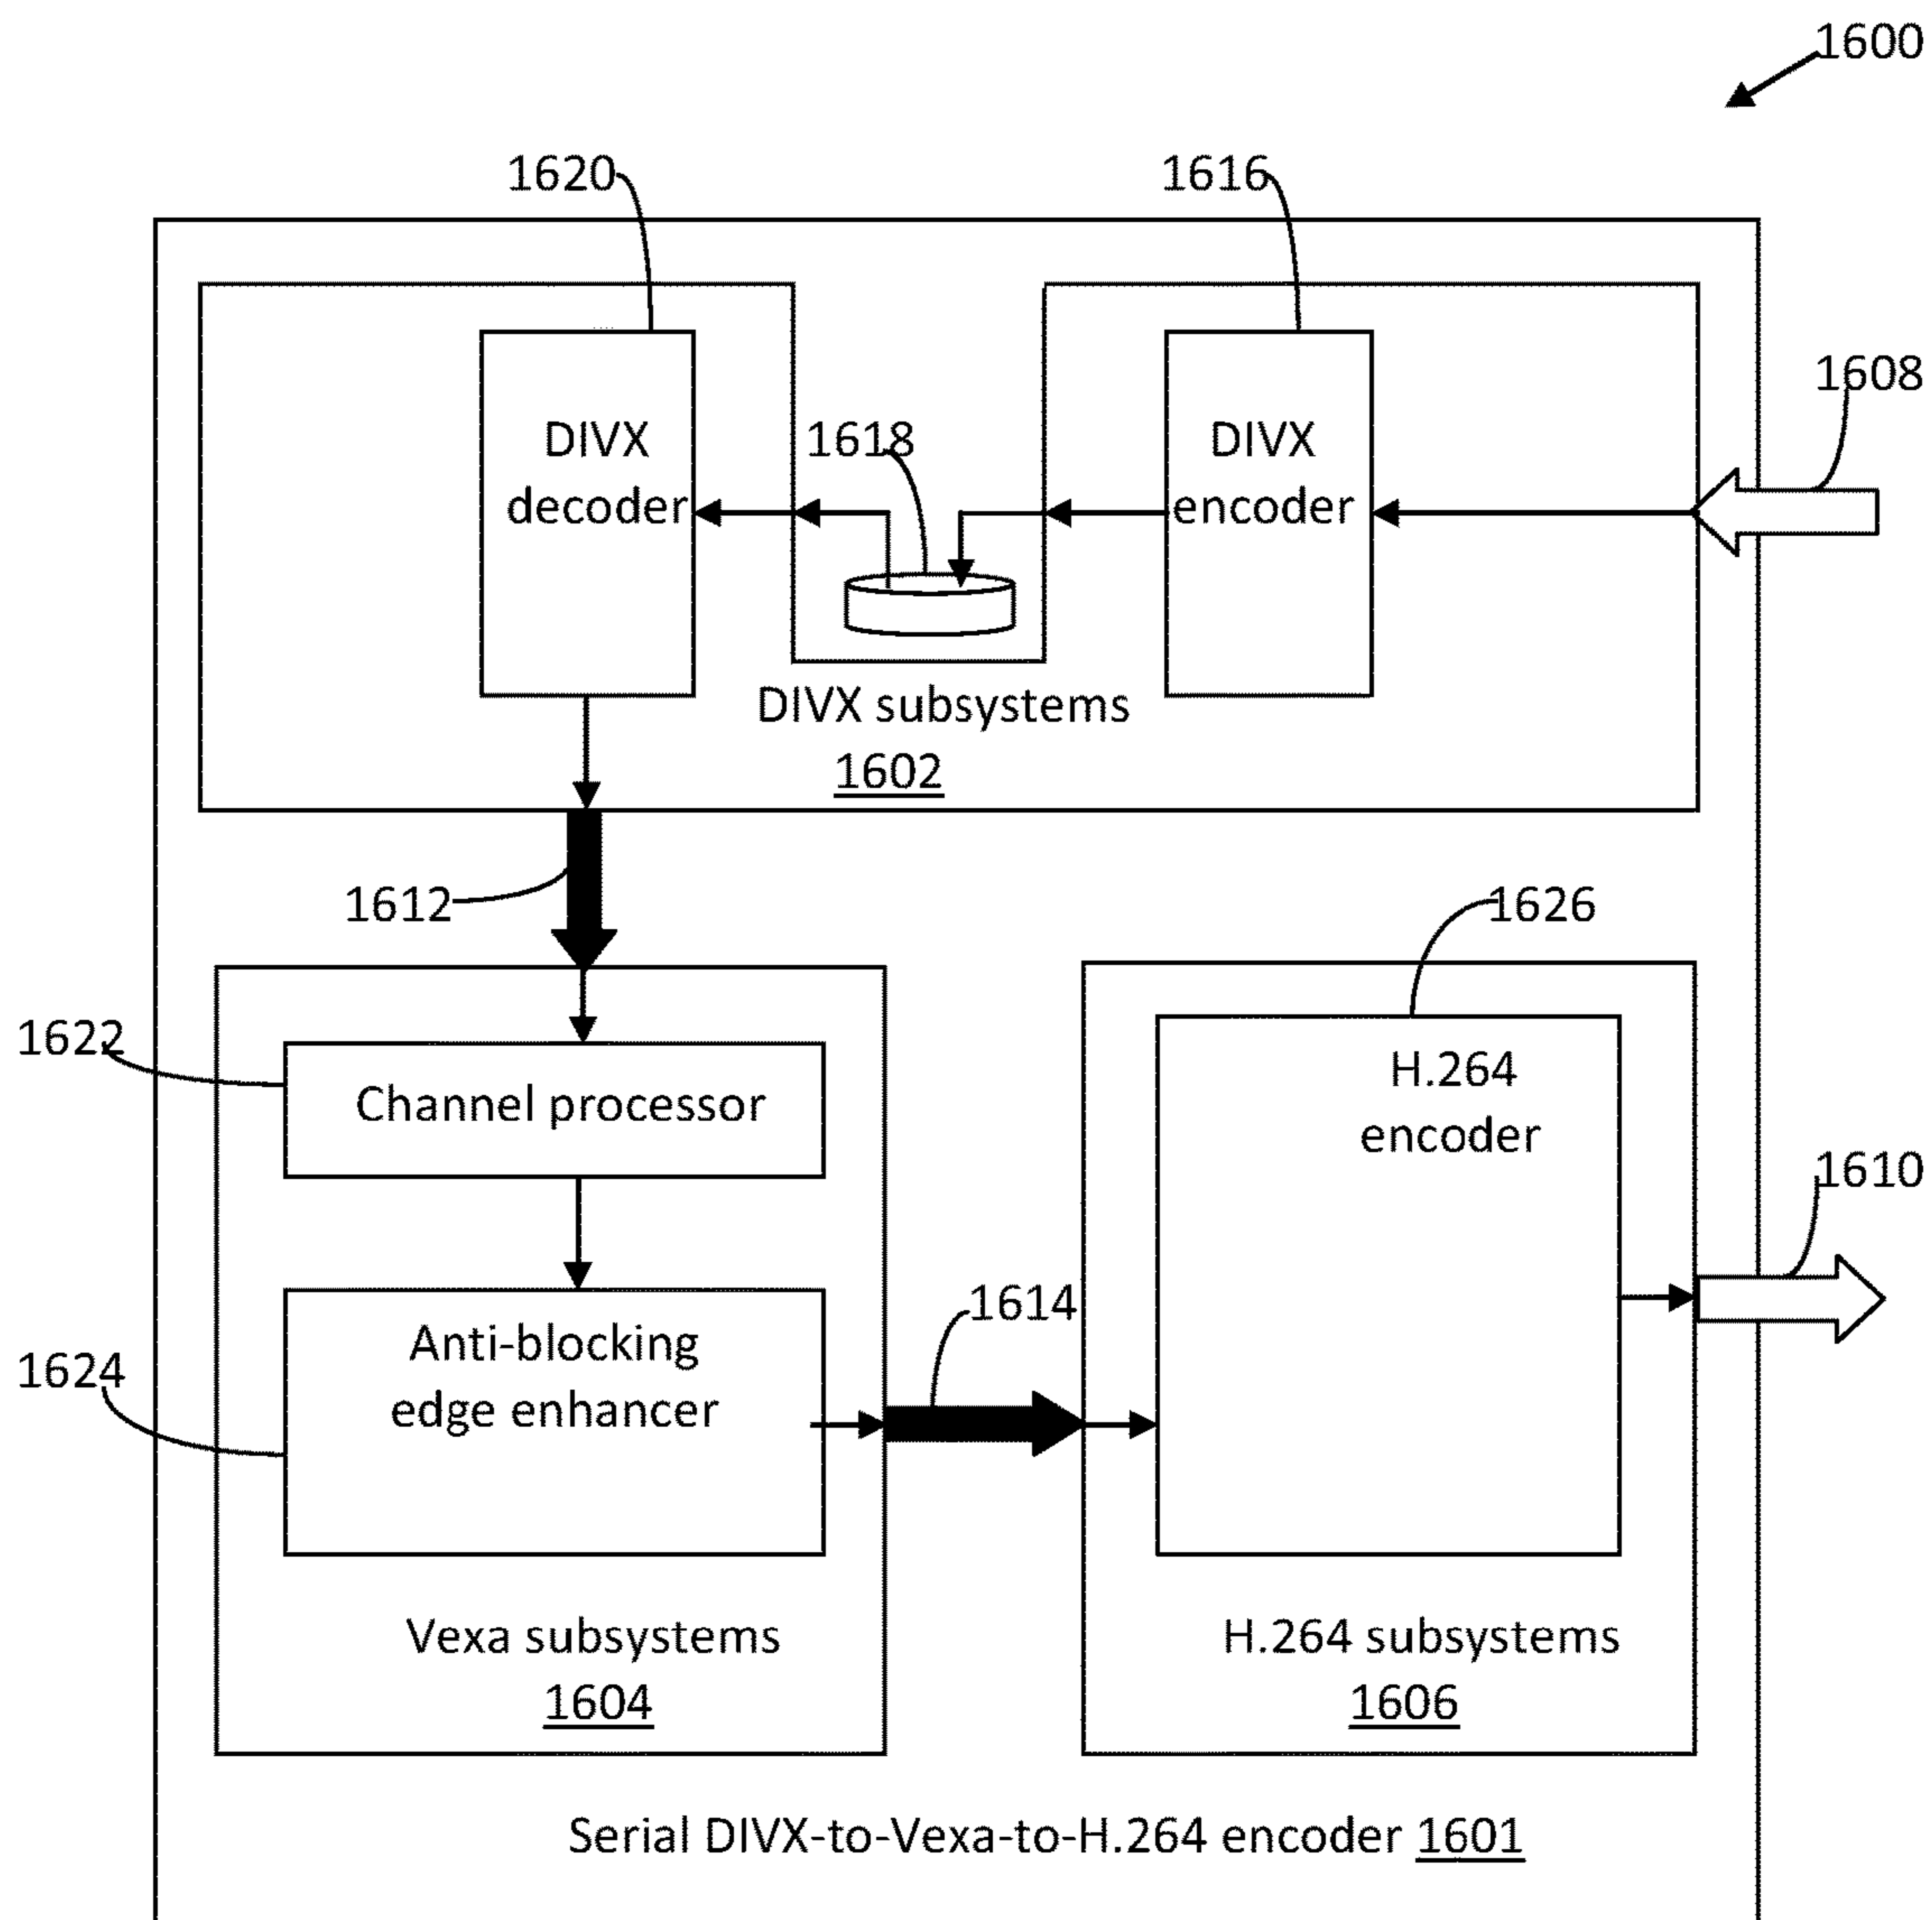 1600
1620
1616
1608
DIVX
decoder
1618
DIVX
encoder
DIVX subsystems
1602
1612
1626
1622
Channel processor
H.264
encoder
1610
1614
1624
Anti-blocking
edge enhancer
Vexa subsystems
1604
H.264 subsystems
1606
Serial DIVX-to-Vexa-to-H.264 encoder 1601